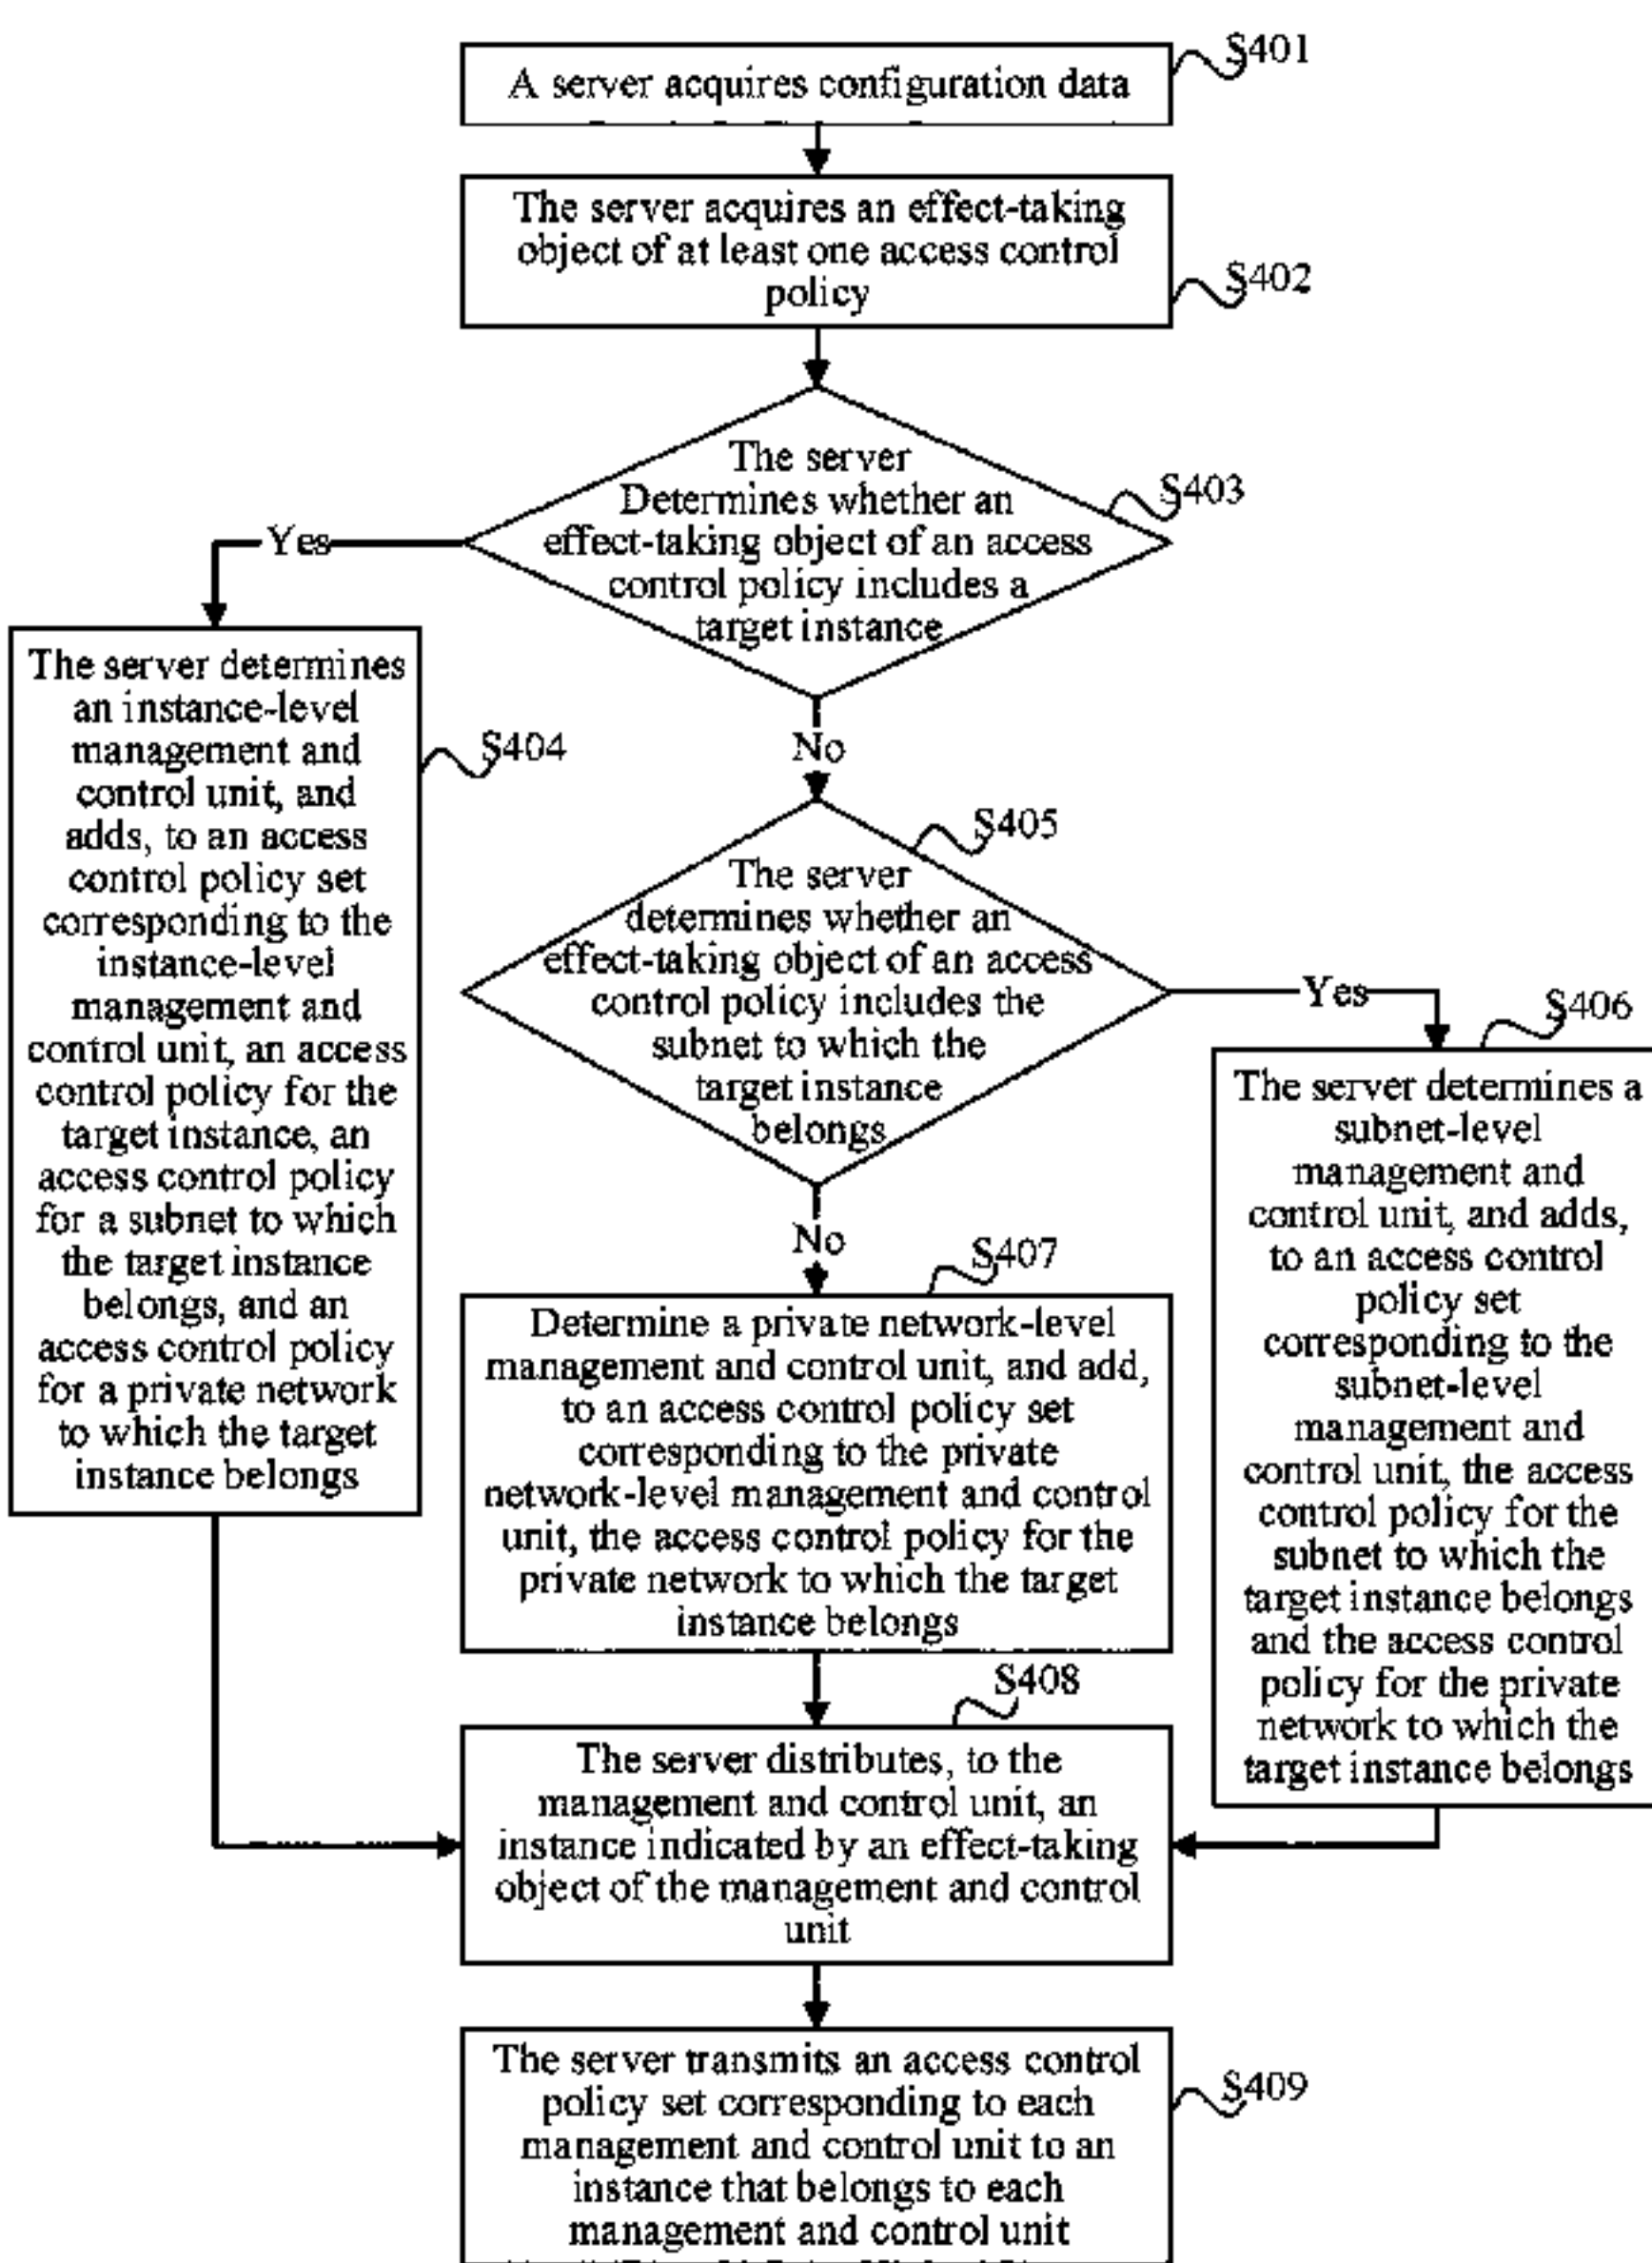 A server acquires configuration data
S401
The server acquires an effect-taking
object of at least one access control
policy
S402
The server
Determines whether an
effect-taking object of an access
control policy includes a
target instance
S403
Yes
No
The server determines
an instance-level
management and
control unit, and
adds, to an access
control policy set
corresponding to the
instance-level
management and
control unit, an access
control policy for the
target instance, an
access control policy
for a subnet to which
the target instance
belongs, and an
access control policy
for a private network
to which the target
instance belongs
S404
The server
determines whether an
effect-taking object of an access
control policy includes the
subnet to which the
target instance
belongs
S405
Yes
No
The server determines a
subnet-level
management and
control unit, and adds,
to an access control
policy set
corresponding to the
subnet-level
management and
control unit, the access
control policy for the
subnet to which the
target instance belongs
and the access control
policy for the private
network to which the
target instance belongs
S406
Determine a private network-level
management and control unit, and add,
to an access control policy set
corresponding to the private
network-level management and control
unit, the access control policy for the
private network to which the target
instance belongs
S407
The server distributes, to the
management and control unit, an
instance indicated by an effect-taking
object of the management and control
unit
S408
The server transmits an access control
policy set corresponding to each
management and control unit to an
instance that belongs to each
management and control unit
S409